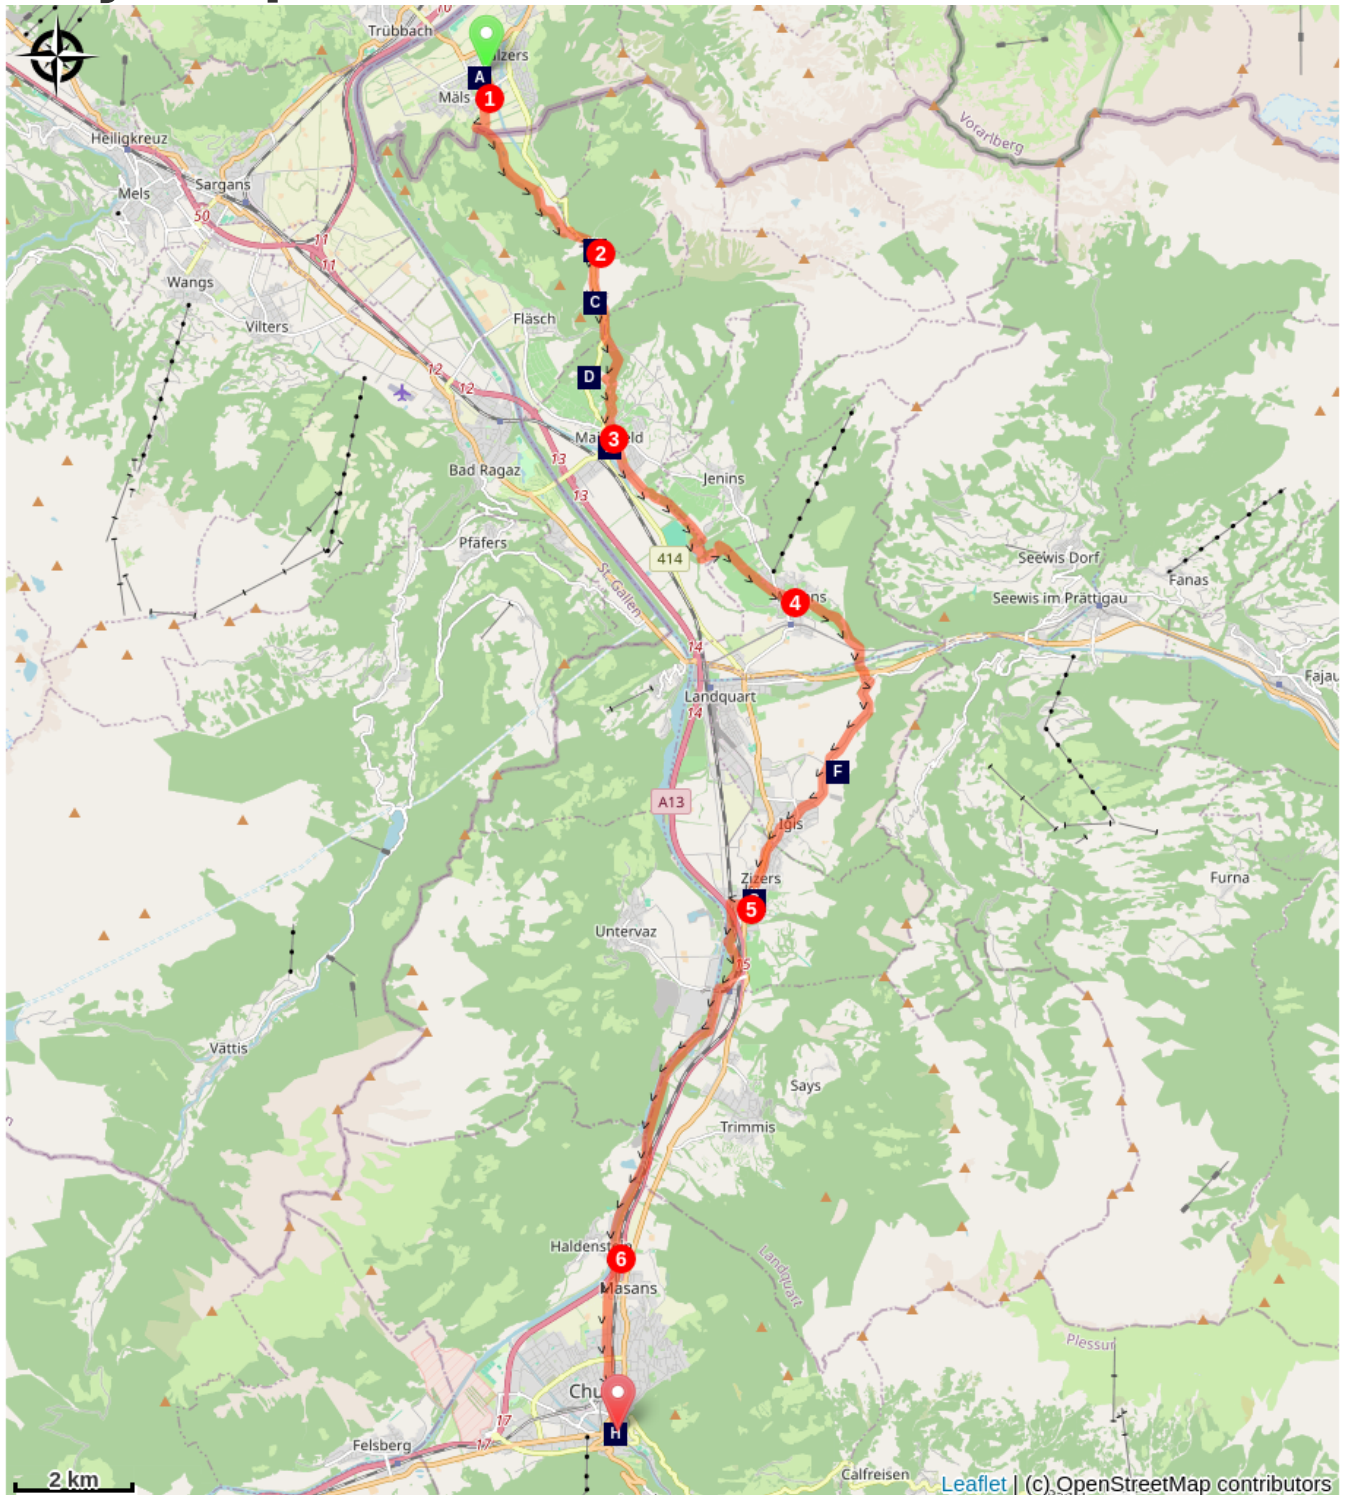 10
Trübbach
A
Mäls
1
Heiligkreuz
Vorarlberg
Mels
Sargans
50
11
11
2
Wangs
C
Fläsch
Vilters
12
12
D
3
13
Bad Ragaz
Jenins
13
Pfäfers
414
Seewis Dorf
St. Gallen
Fanas
4
Seewis im Prättigau
14
Landquart
14
F
A13
Igis
Zizers
Furna
5
Untervaz
15
Vättis
Says
Trimmis
Haldenstein
6
Landquart
Masans
Plessur
17
H
Felsberg
17
Calfreisen
2 km
Leaflet | (c) OpenStreetMap contributors